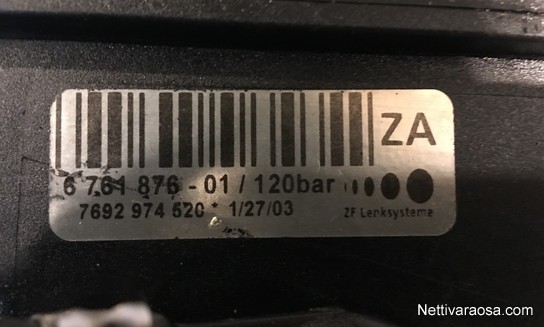 ZA
6 761 876 - 01 / 120bar
7692 974 520 * 1/27/03
ZF Lenksysteme
Nettivaraosa.com